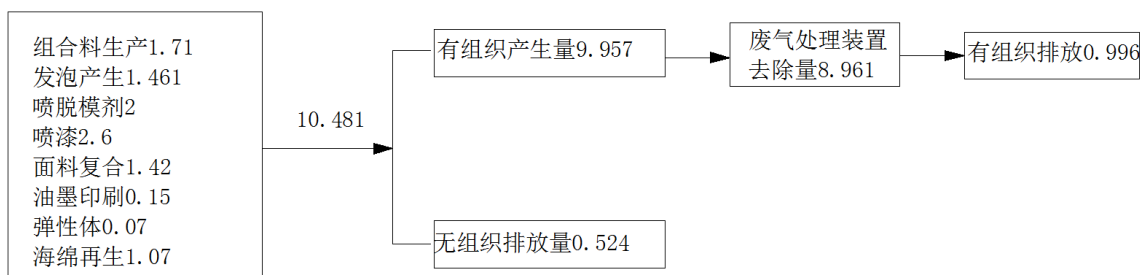 组合料生产1.71
发泡产生1.461
喷脱模剂2
喷漆2.6
面料复合1.42
油墨印刷0.15
弹性体0.07
海绵再生1.07
10.481
有组织产生量9.957
无组织排放量0.524
废气处理装置
去除量8.961
有组织排放0.996